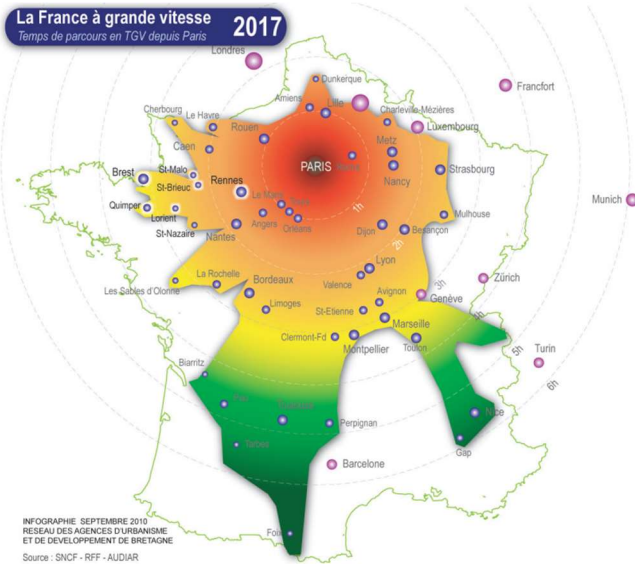 La France à grande vitesse 2017
Temps de parcours en TGV depuis Paris
Londres
Dunkerque
Francfort
Amiens
Lille
Cherbourg
Le Havre
Charleville-Mézières
Rouen
Luxembourg
Caen
Metz
PARIS
St-Malo
Brest
Rennes
Nancy
Strasbourg
St-Brieuc
Le Mans
Munich
Quimper
Lorient
1h
Mulhouse
Angers
Orléans
St-Nazaire
Nantes
Dijon
Besançon
2h
Lyon
La Rochelle
Bordeaux
Valence
Zürich
3h
Les Sables d'Olonne
Avignon
Genève
Limoges
St-Etienne
Marseille
4h
Clermont-Fd
Montpellier
Toulon
5h
Turin
Biarritz
6h
Pau
Toulouse
Nice
Perpignan
Tarbes
Gap
Barcelone
Foix
INFOGRAPHIE SEPTEMBRE 2010
RESEAU DES AGENCES D'URBANISME
ET DE DEVELOPPEMENT DE BRETAGNE
Source : SNCF - RFF - AUDIAR